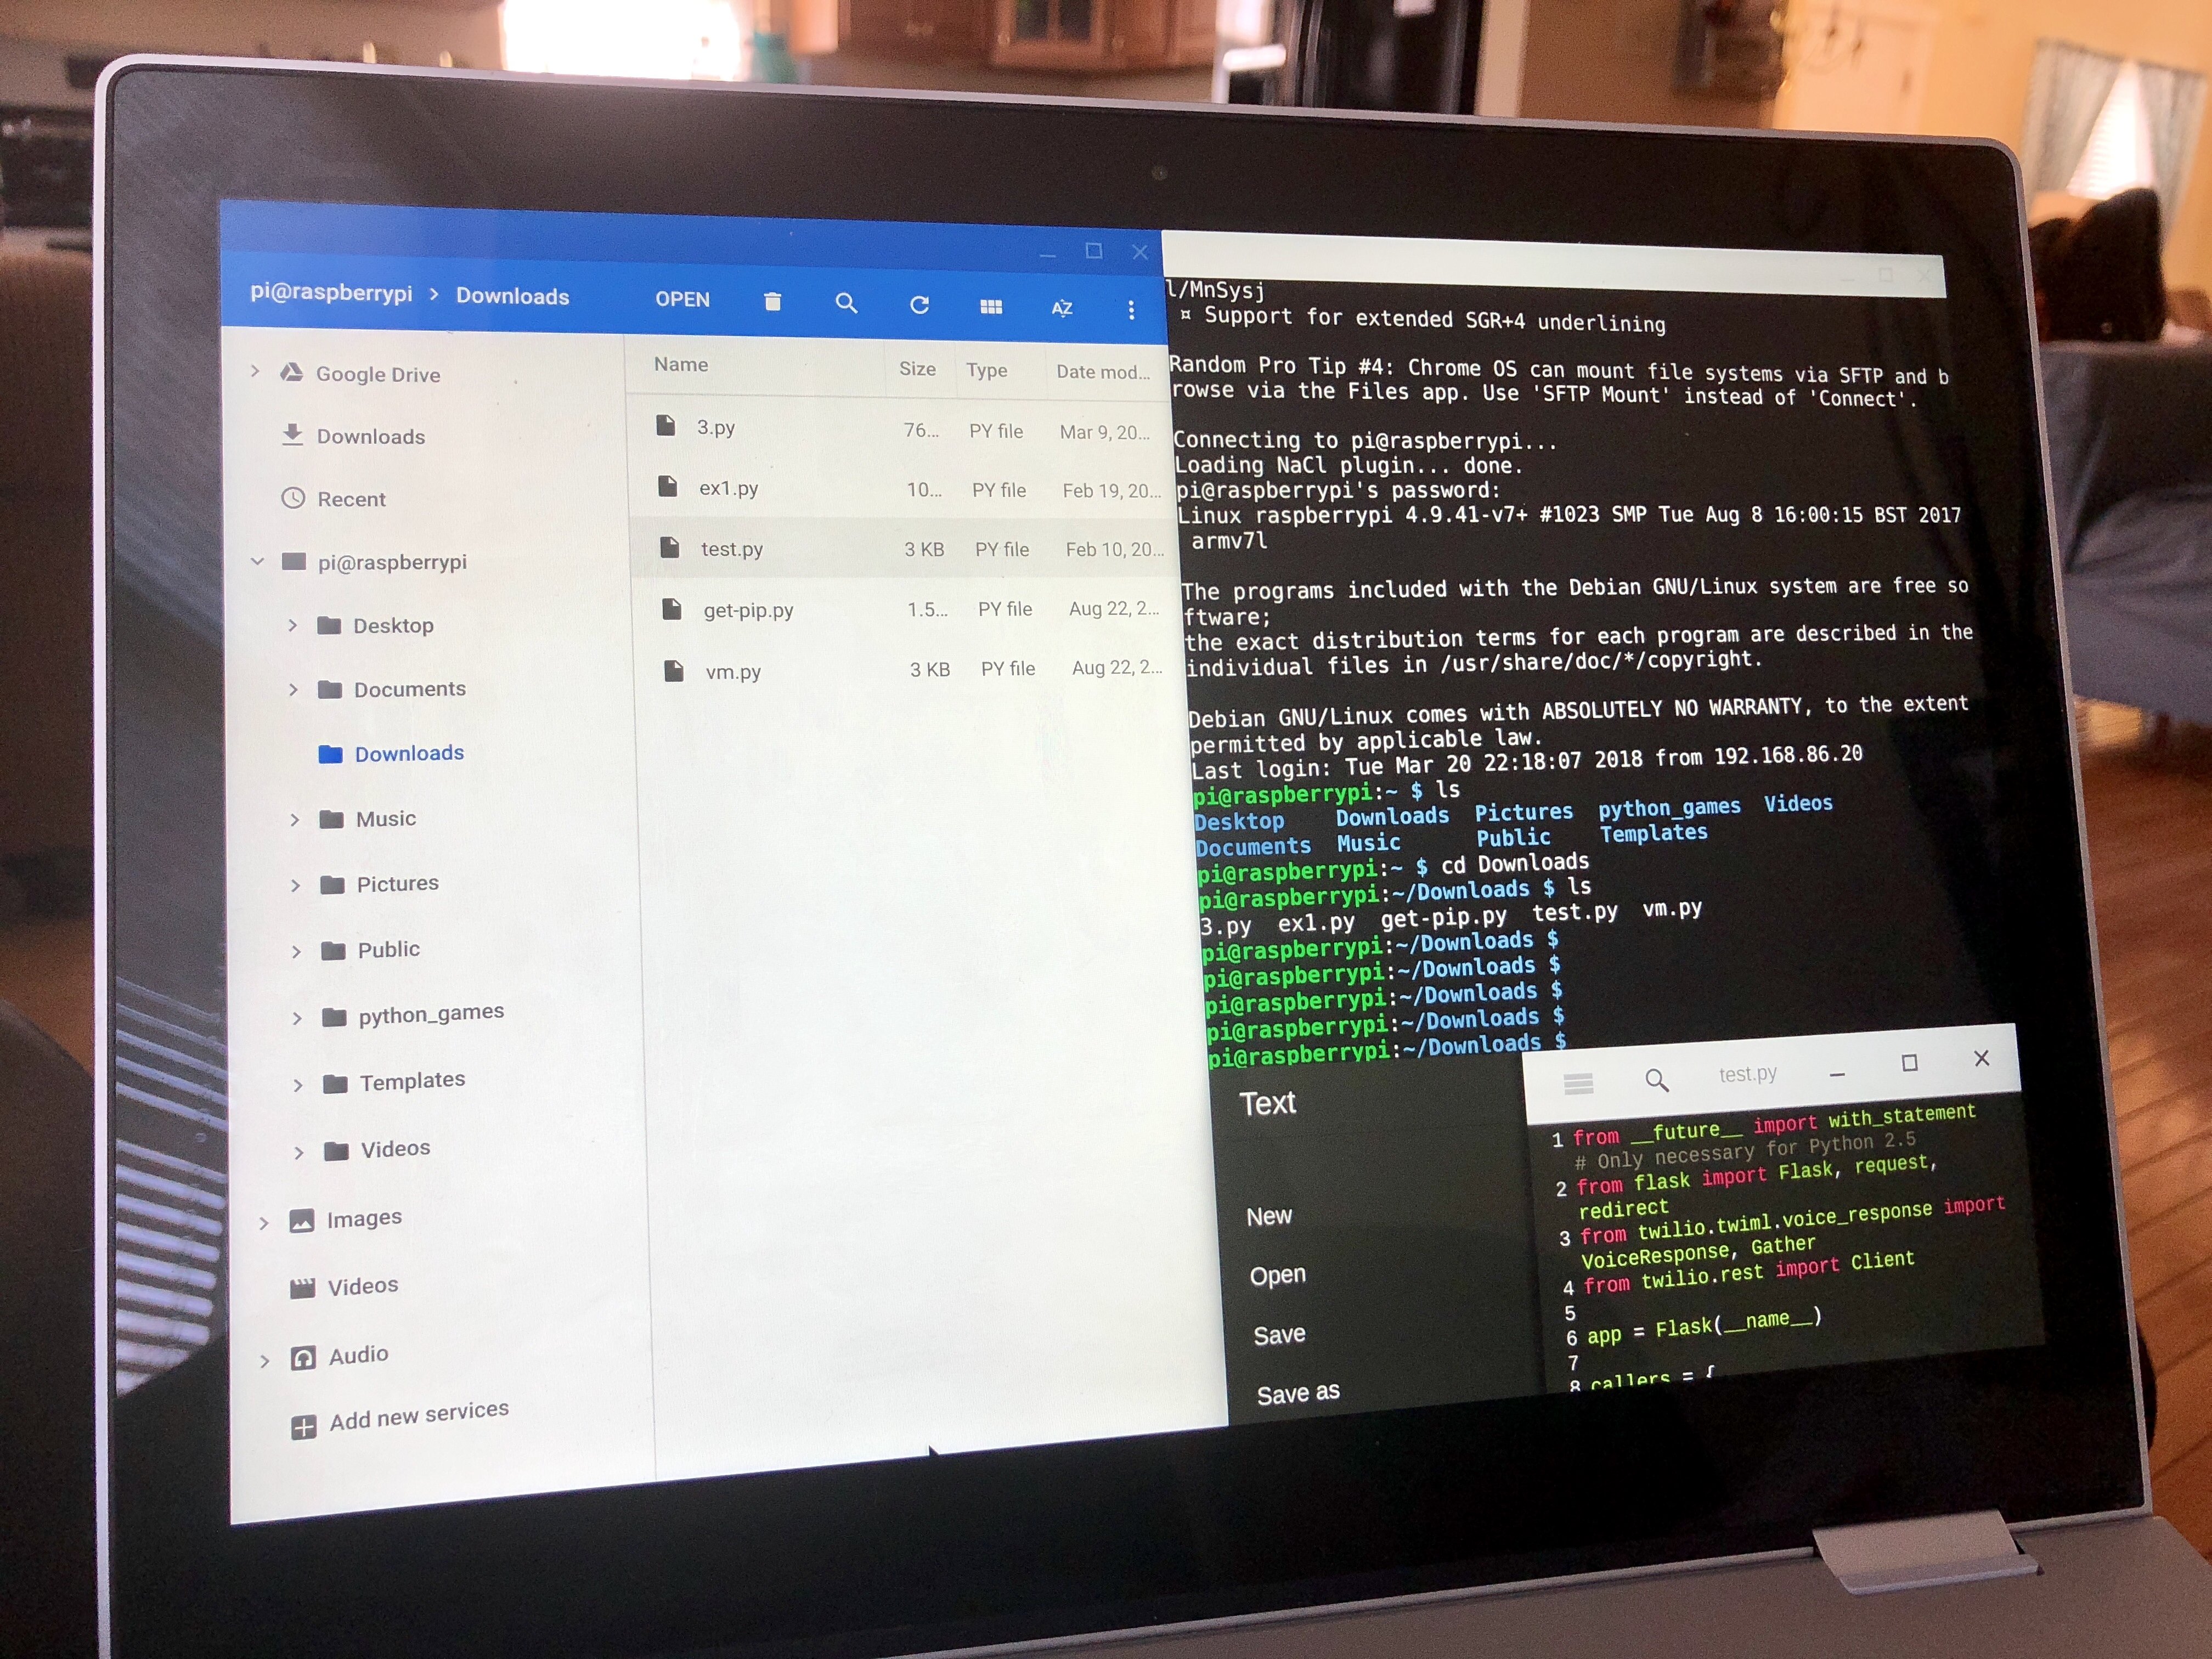 pi@raspberrypi > Downloads OPEN AZ
Google Drive
Downloads
Recent
pi@raspberrypi
Desktop
Documents
Downloads
Music
Pictures
Public
python_games
Templates
Videos
Images
Videos
Audio
Add new services
Name Size Type Date mod...
3.py 76... PY file Mar 9, 20...
ex1.py 10... PY file Feb 19, 20...
test.py 3 KB PY file Feb 10, 20...
get-pip.py 1.5... PY file Aug 22, 2...
vm.py 3 KB PY file Aug 22, 2...
l/MnSysj
¤ Support for extended SGR+4 underlining
Random Pro Tip #4: Chrome OS can mount file systems via SFTP and b
rowse via the Files app. Use 'SFTP Mount' instead of 'Connect'.
Connecting to pi@raspberrypi...
Loading NaCl plugin... done.
pi@raspberrypi's password:
Linux raspberrypi 4.9.41-v7+ #1023 SMP Tue Aug 8 16:00:15 BST 2017
armv7l
The programs included with the Debian GNU/Linux system are free so
ftware;
the exact distribution terms for each program are described in the
individual files in /usr/share/doc/*/copyright.
Debian GNU/Linux comes with ABSOLUTELY NO WARRANTY, to the extent
permitted by applicable law.
Last login: Tue Mar 20 22:18:07 2018 from 192.168.86.20
pi@raspberrypi:~ $ ls
Desktop Downloads Pictures python_games Videos
Documents Music Public Templates
pi@raspberrypi:~ $ cd Downloads
pi@raspberrypi:~/Downloads $ ls
3.py ex1.py get-pip.py test.py vm.py
pi@raspberrypi:~/Downloads $
pi@raspberrypi:~/Downloads $
pi@raspberrypi:~/Downloads $
pi@raspberrypi:~/Downloads $
pi@raspberrypi:~/Downloads $
Text
New
Open
Save
Save as
test.py
1 from __future__ import with_statement
# Only necessary for Python 2.5
2 from flask import Flask, request,
redirect
3 from twilio.twiml.voice_response import
VoiceResponse, Gather
4 from twilio.rest import Client
5
6 app = Flask(__name__)
7
8 callers = {